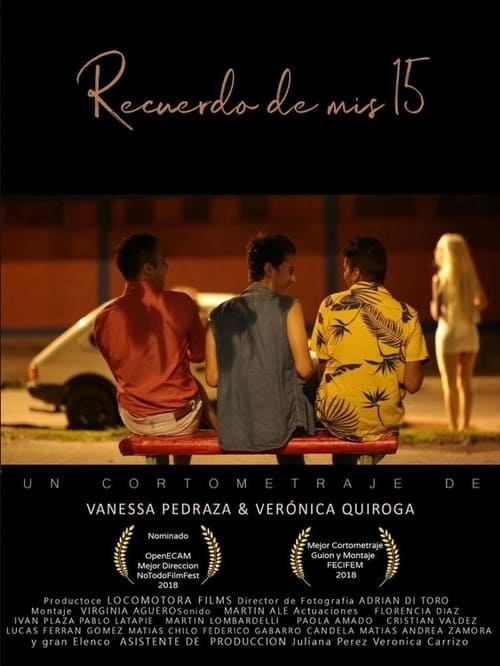 Recuerdo de mis 15
UN CORTOMETRAJE DE
VANESSA PEDRAZA & VERÓNICA QUIROGA
Nominado
OpenECAM
Mejor Direccion
NoTodoFilmFest
2018
Mejor Cortometraje
Guion y Montaje
FECIFEM
2018
Productoce LOCOMOTORA FILMS Director de Fotografia ADRIAN DI TORO
Montaje VIRGINIA AGUEROSonido MARTIN ALE Actuaciones FLORENCIA DIAZ
IVAN PLAZA PABLO LATAPIE MARTIN LOMBARDELLI PAOLA AMADO CRISTIAN VALDEZ
LUCAS FERRAN GOMEZ MATIAS CHILO FEDERICO GABARRO CANDELA MATIAS ANDREA ZAMORA
y gran Elenco ASISTENTE DE PRODUCCION Juliana Perez Veronica Carrizo